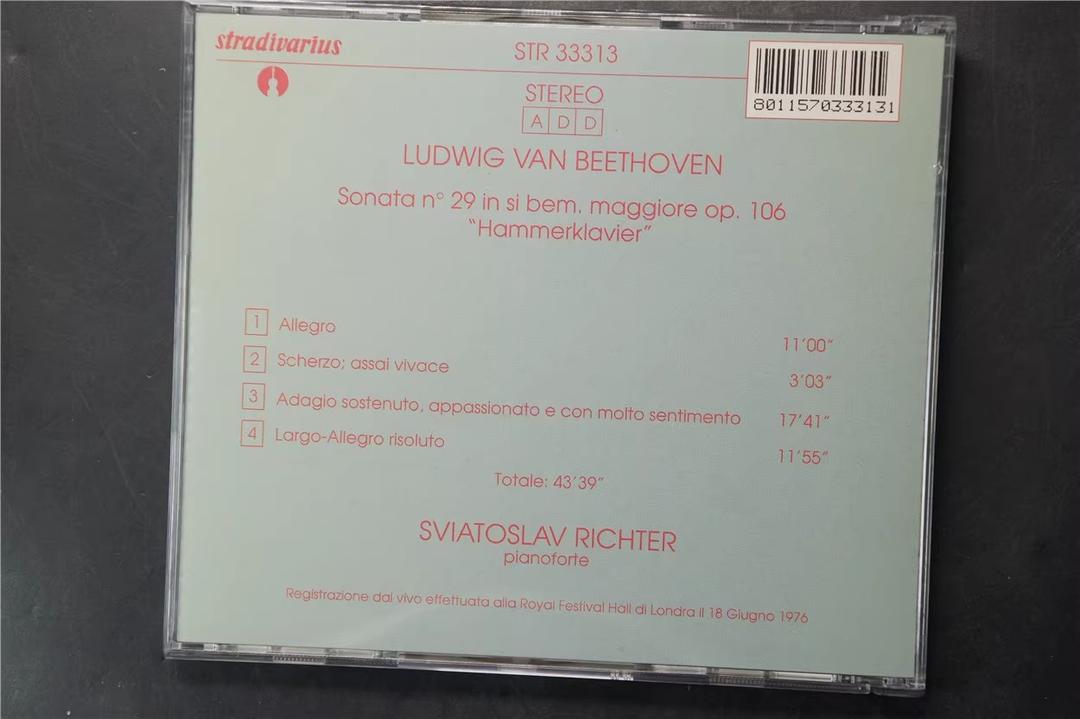 stradivarius
STR 33313
8011570333131
STEREO
A D D
LUDWIG VAN BEETHOVEN
Sonata n° 29 in si bem. maggiore op. 106
“Hammerklavier”
1 Allegro 11’00”
2 Scherzo; assai vivace 3’03”
3 Adagio sostenuto, appassionato e con molto sentimento 17’41”
4 Largo-Allegro risoluto 11’55”
Totale: 43’39”
SVIATOSLAV RICHTER
pianoforte
Registrazione dal vivo effettuata alla Royal Festival Hall di Londra il 18 Giugno 1976